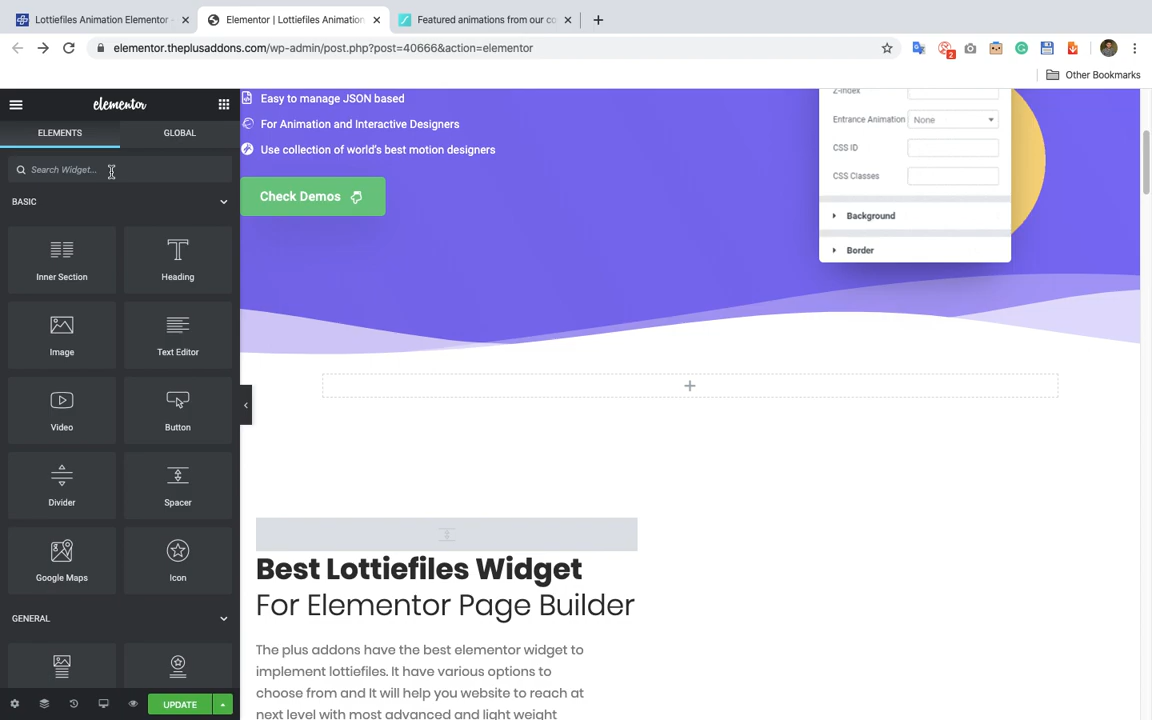 Lottiefiles Animation Elementor
Elementor | Lottiefiles Animation
Featured animations from our co
elementor.theplusaddons.com/wp-admin/post.php?post=40666&action=elementor
2
Other Bookmarks
elementor
ELEMENTS
GLOBAL
Search Widget...
BASIC
Inner Section
Heading
Image
Text Editor
Video
Button
Divider
Spacer
Google Maps
Icon
GENERAL
UPDATE
Easy to manage JSON based
For Animation and Interactive Designers
Use collection of world's best motion designers
Check Demos
Z-Index
Entrance Animation
None
CSS ID
CSS Classes
Background
Border
Best Lottiefiles Widget
For Elementor Page Builder
The plus addons have the best elementor widget to
implement lottiefiles. It have various options to
choose from and It will help you website to reach at
next level with most advanced and light weight